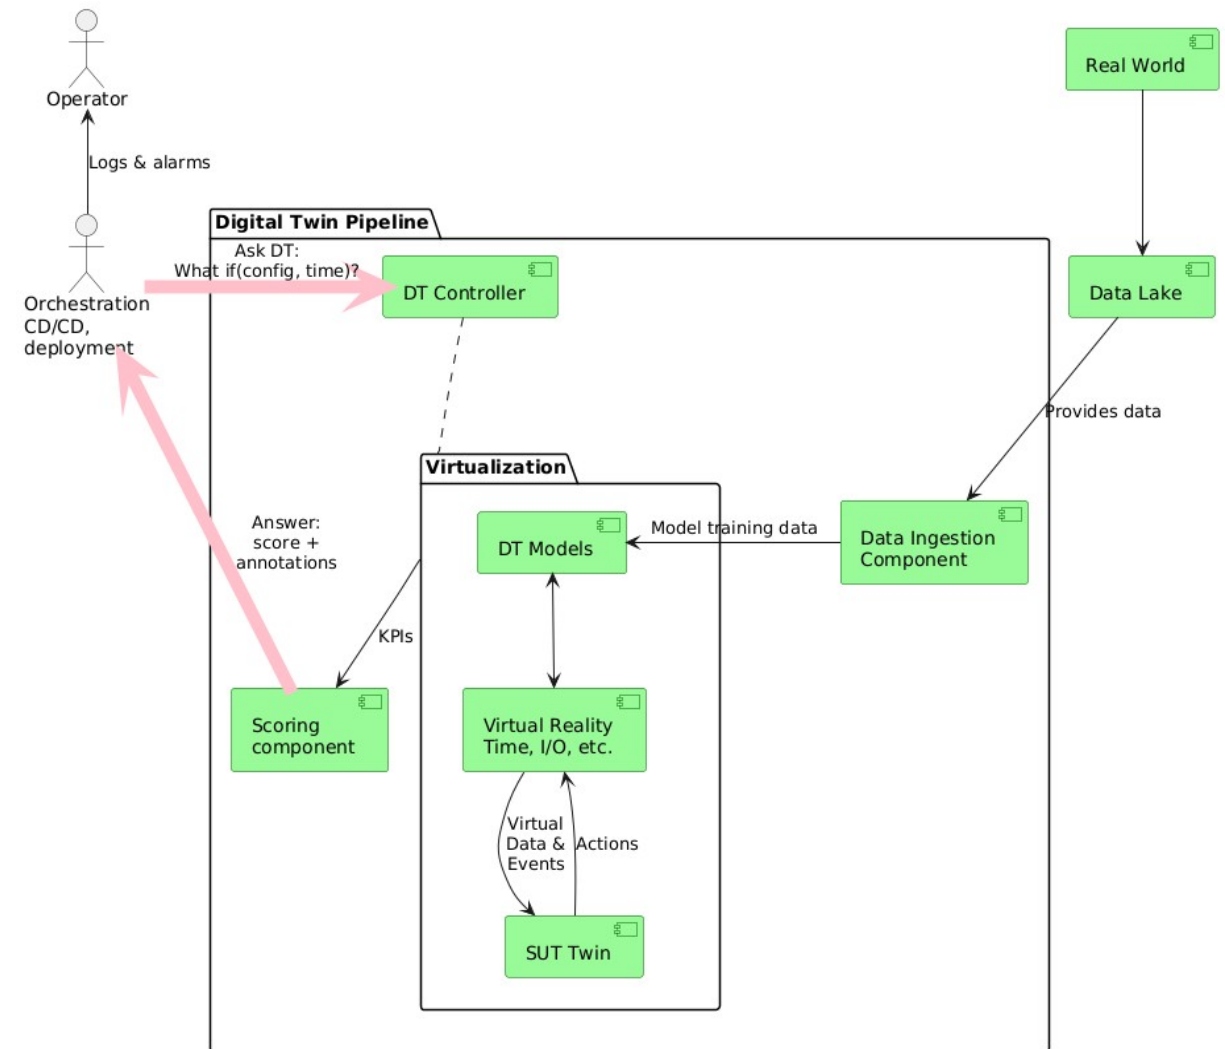 Operator
Real World
Logs & alarms
Digital Twin Pipeline
Ask DT:
What if(config, time)?
DT Controller
Data Lake
Orchestration
CD/CD,
deployment
Provides data
Virtualization
Answer:
score +
annotations
DT Models
Model training data
Data Ingestion
Component
KPIs
Scoring
component
Virtual Reality
Time, I/O, etc.
Virtual
Data &
Events
Actions
SUT Twin